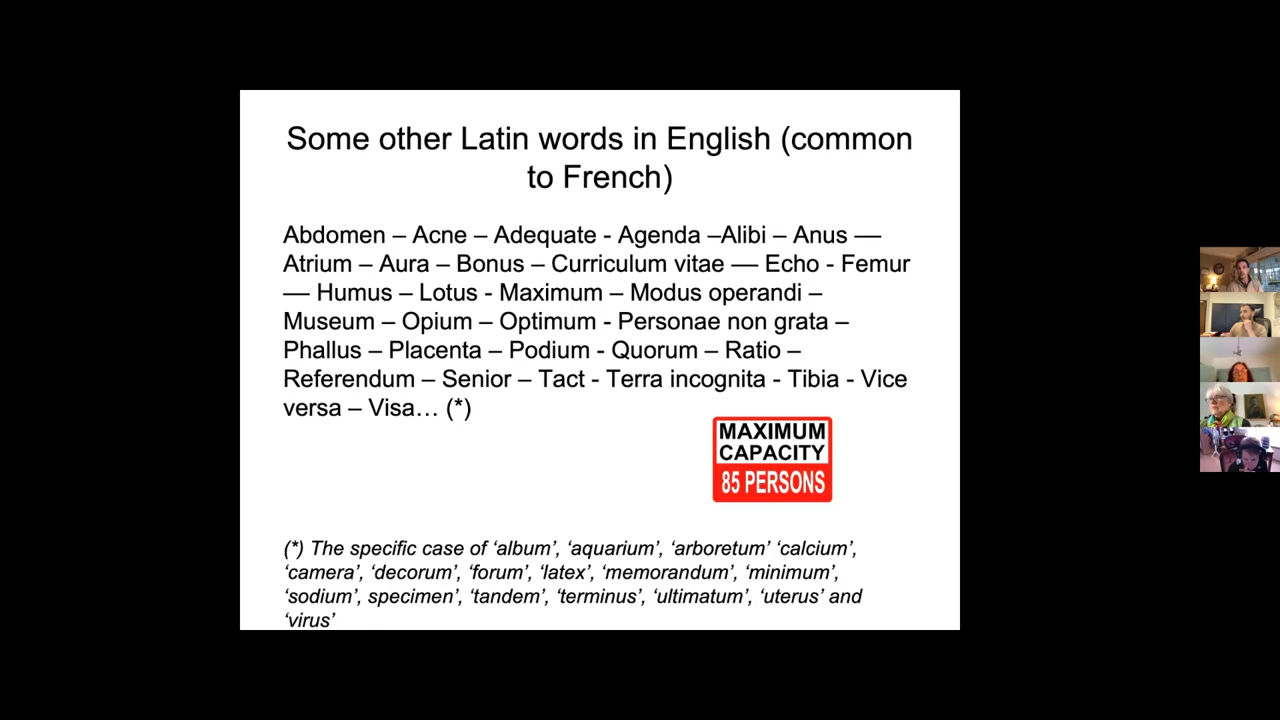 Some other Latin words in English (common
to French)
Abdomen – Acne – Adequate - Agenda –Alibi – Anus —
Atrium – Aura – Bonus – Curriculum vitae — Echo - Femur
— Humus – Lotus - Maximum – Modus operandi –
Museum – Opium – Optimum - Personae non grata –
Phallus – Placenta – Podium - Quorum – Ratio –
Referendum – Senior – Tact - Terra incognita - Tibia - Vice
versa – Visa… (*)
MAXIMUM
CAPACITY
85 PERSONS
(*) The specific case of ‘album’, ‘aquarium’, ‘arboretum’ ‘calcium’,
‘camera’, ‘decorum’, ‘forum’, ‘latex’, ‘memorandum’, ‘minimum’,
‘sodium’, specimen’, ‘tandem’, ‘terminus’, ‘ultimatum’, ‘uterus’ and
‘virus’